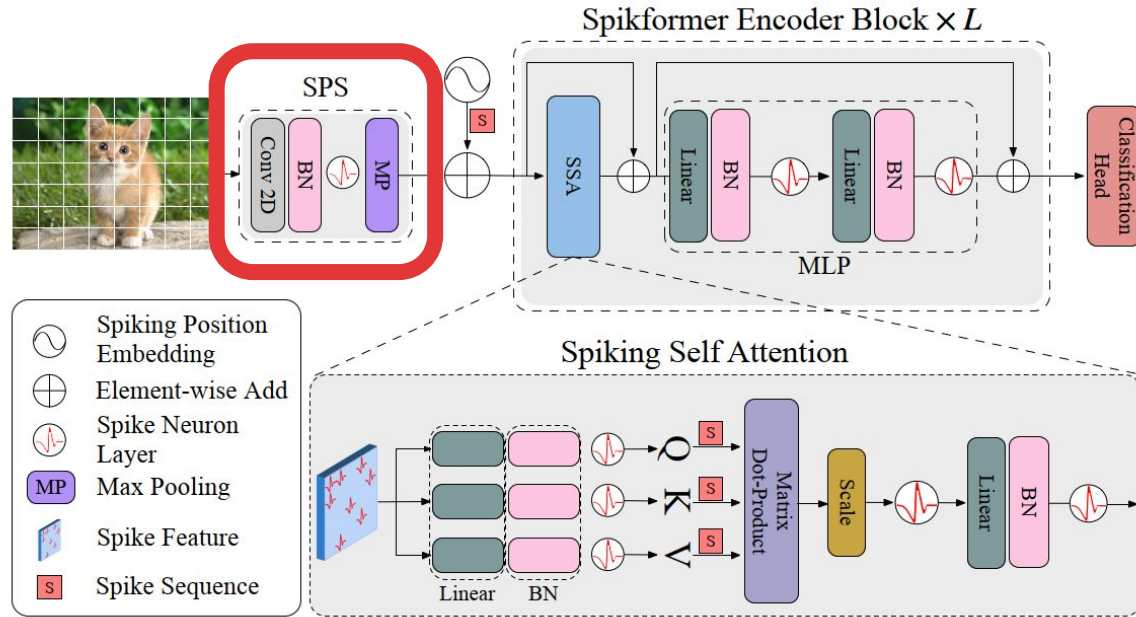 Spikformer Encoder Block × L
SPS
Conv 2D
BN
MP
S
SSA
Linear
BN
Linear
BN
MLP
Classification
Head
Spiking Position
Embedding
Element-wise Add
Spike Neuron
Layer
MP
Max Pooling
Spike Feature
S
Spike Sequence
Spiking Self Attention
Linear
BN
Q
K
V
S
S
S
Matrix
Dot-Product
Scale
Linear
BN